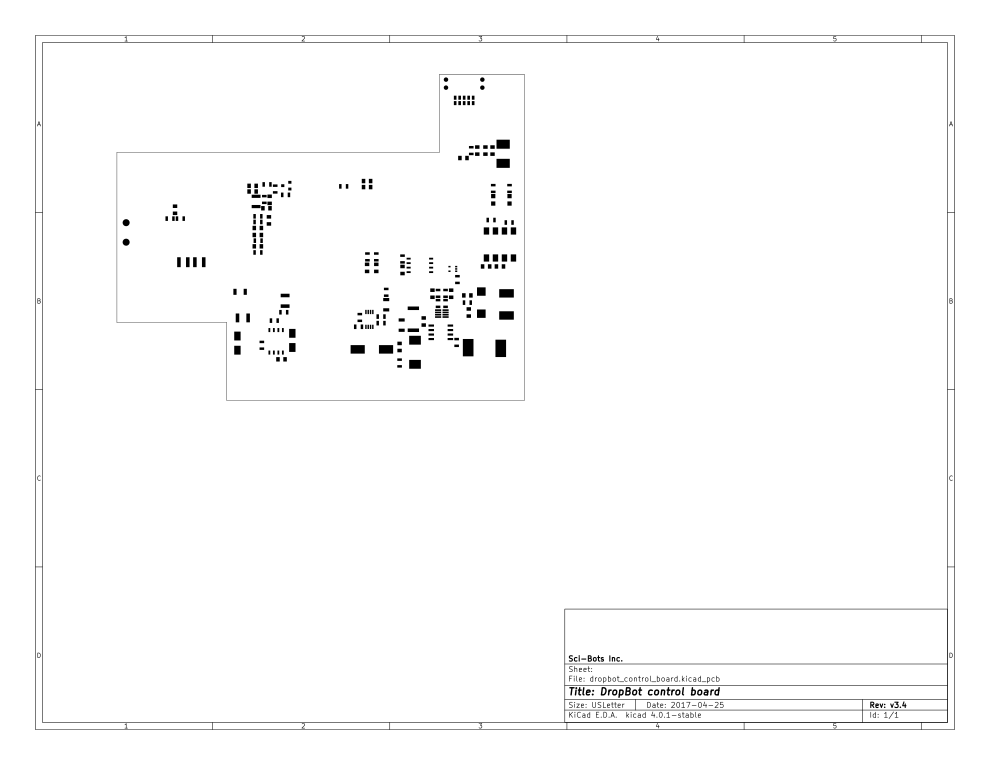 1 2 3 4 5
A A
B B
C C
D D
Sci-Bots Inc.
Sheet:
File: dropbot_control_board.kicad_pcb
Title: DropBot control board
Size: USLetter Date: 2017-04-25 Rev: v3.4
KiCad E.D.A. kicad 4.0.1-stable Id: 1/1
1 2 3 4 5